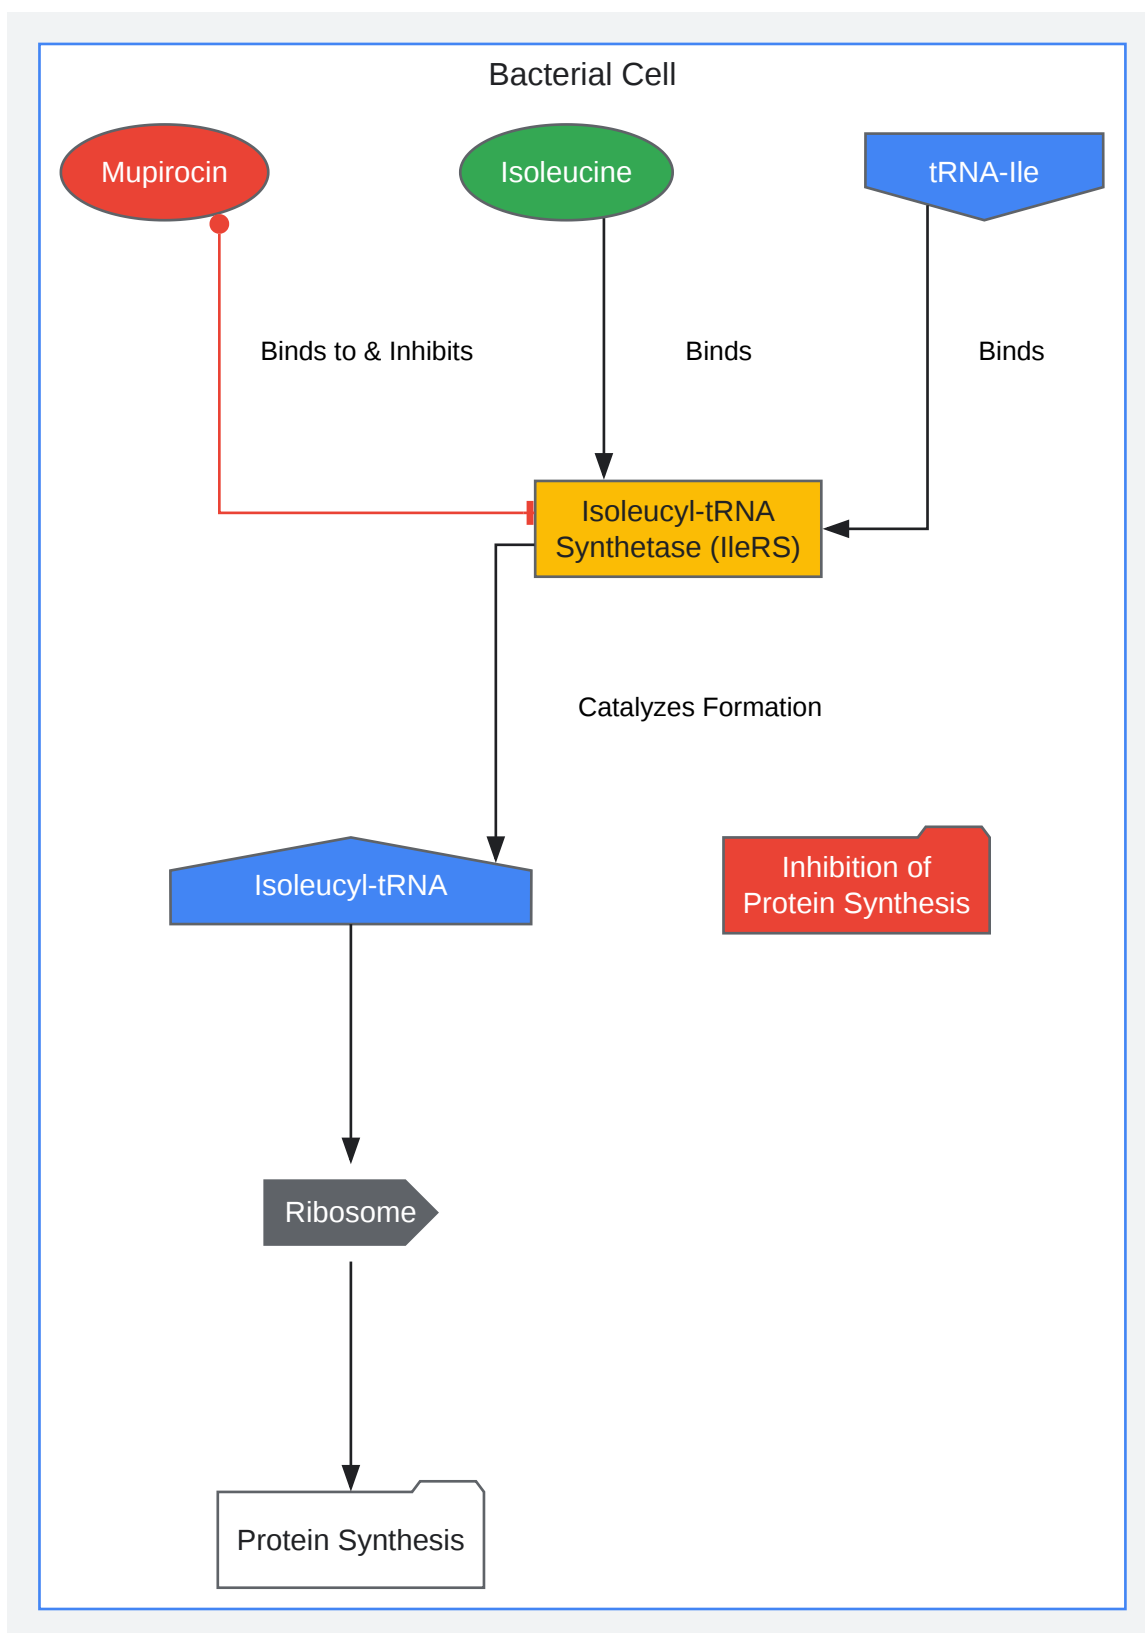 Bacterial Cell
Mupirocin
Isoleucine
tRNA-Ile
Binds to & Inhibits
Binds
Binds
Isoleucyl-tRNA
Synthetase (IleRS)
Catalyzes Formation
Isoleucyl-tRNA
Inhibition of
Protein Synthesis
Ribosome
Protein Synthesis